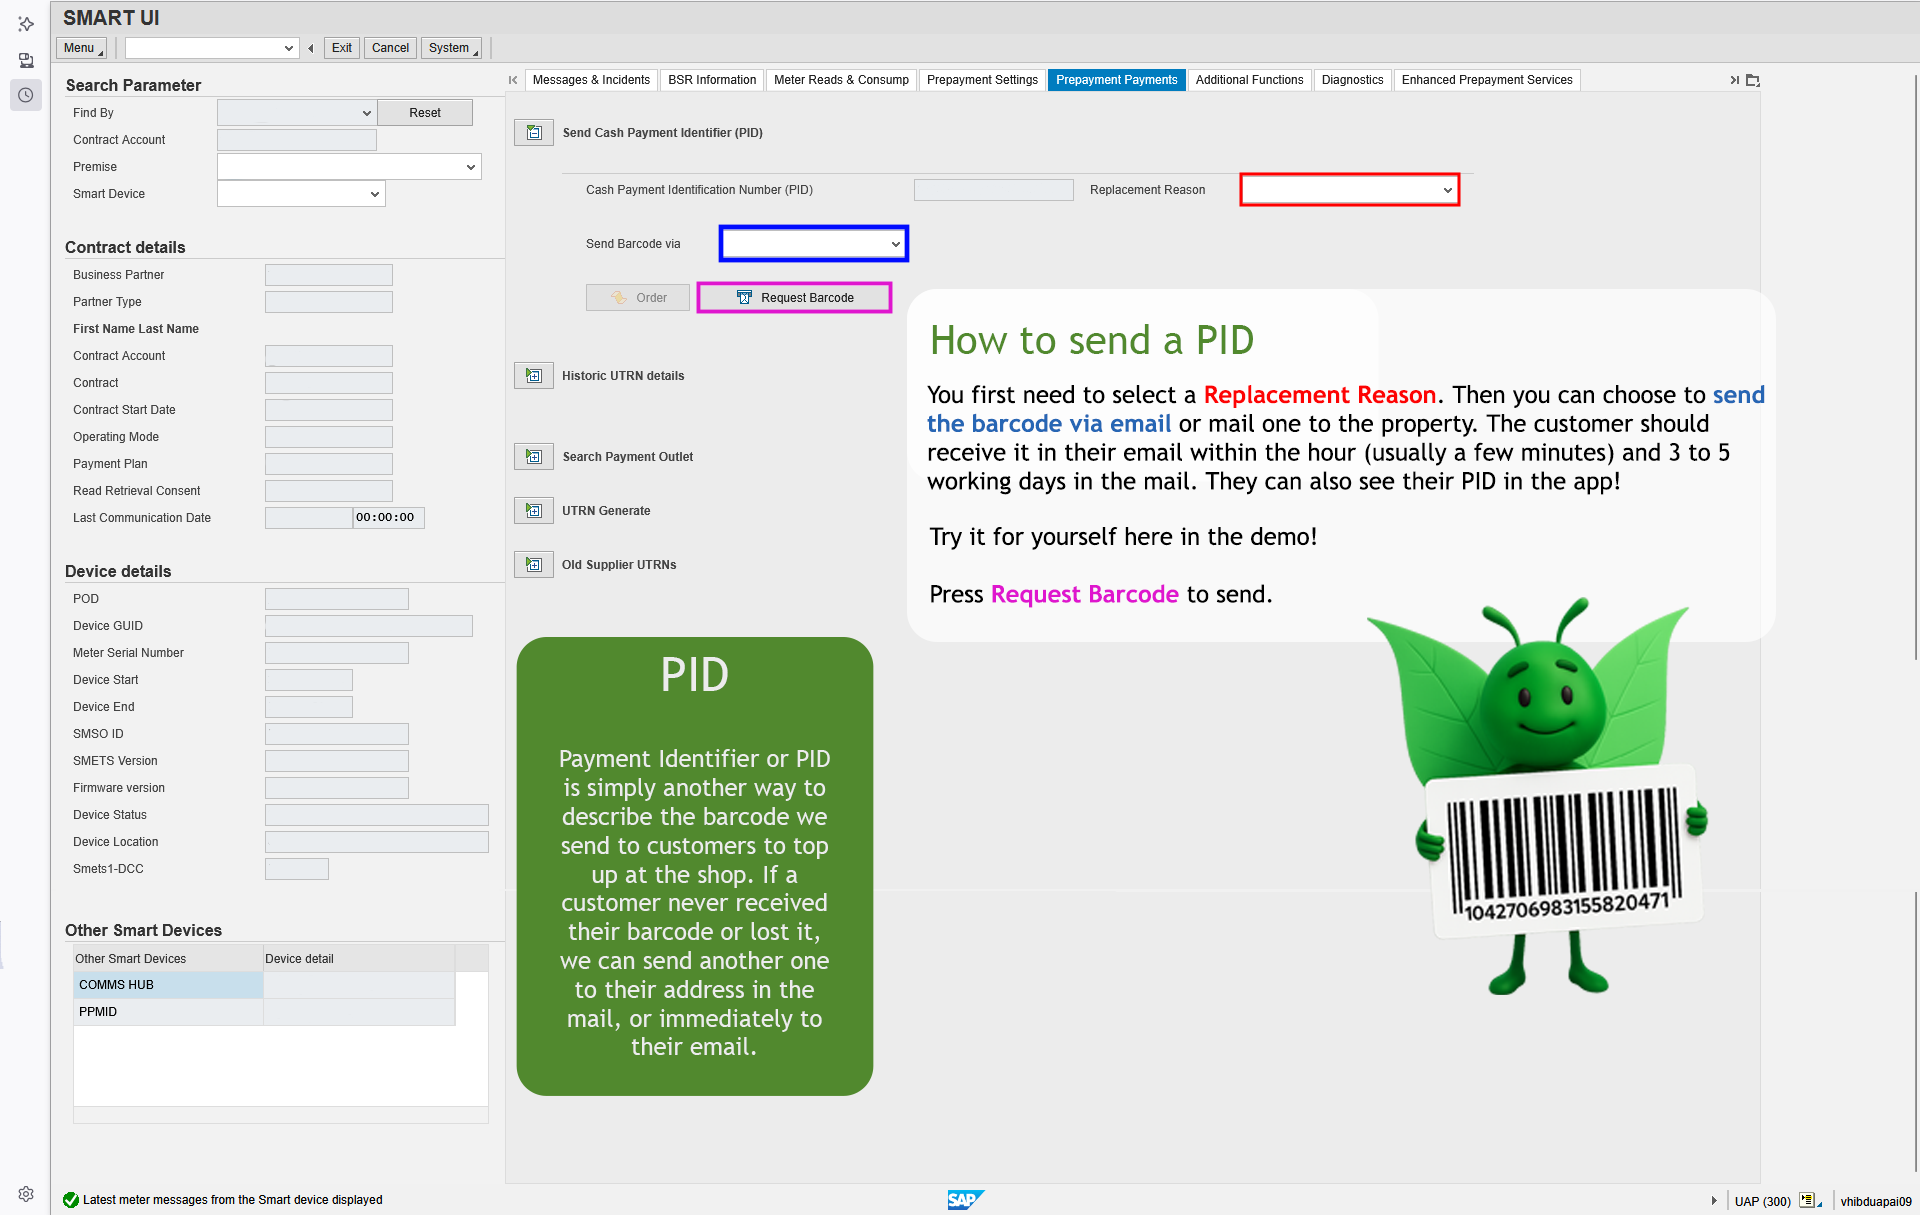 SMART UI
Menu
Exit
Cancel
System
Search Parameter
Find By
Reset
Contract Account
Premise
Smart Device
Contract details
Business Partner
Partner Type
First Name Last Name
Contract Account
Contract
Contract Start Date
Operating Mode
Payment Plan
Read Retrieval Consent
Last Communication Date 00:00:00
Device details
POD
Device GUID
Meter Serial Number
Device Start
Device End
SMSO ID
SMETS Version
Firmware version
Device Status
Device Location
Smets1-DCC
Other Smart Devices
Other Smart Devices Device detail
COMMS HUB
PPMID
Messages & Incidents BSR Information Meter Reads & Consump Prepayment Settings Prepayment Payments Additional Functions Diagnostics Enhanced Prepayment Services
Send Cash Payment Identifier (PID)
Cash Payment Identification Number (PID) Replacement Reason
Send Barcode via
Order Request Barcode
Historic UTRN details
Search Payment Outlet
UTRN Generate
Old Supplier UTRNs
How to send a PID
You first need to select a Replacement Reason. Then you can choose to send
the barcode via email or mail one to the property. The customer should
receive it in their email within the hour (usually a few minutes) and 3 to 5
working days in the mail. They can also see their PID in the app!
Try it for yourself here in the demo!
Press Request Barcode to send.
PID
Payment Identifier or PID
is simply another way to
describe the barcode we
send to customers to top
up at the shop. If a
customer never received
their barcode or lost it,
we can send another one
to their address in the
mail, or immediately to
their email.
1042706983155820471
Latest meter messages from the Smart device displayed
SAP
UAP (300)
vhibduapai09